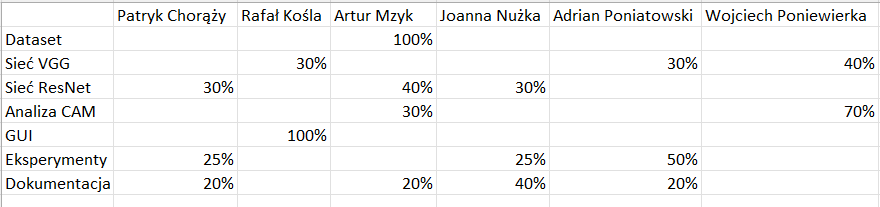 Patryk Chorąży Rafał Kośla Artur Mzyk Joanna Nużka Adrian Poniatowski Wojciech Poniewierka
Dataset 100%
Sieć VGG 30% 30% 40%
Sieć ResNet 30% 40% 30%
Analiza CAM 30% 70%
GUI 100%
Eksperymenty 25% 25% 50%
Dokumentacja 20% 20% 40% 20%